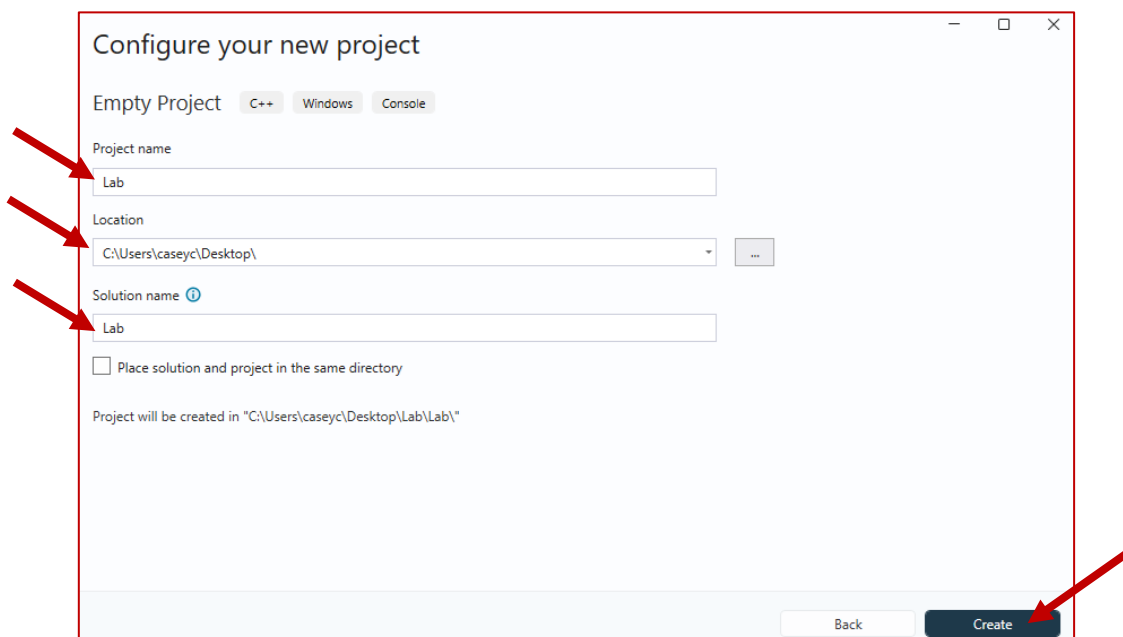 Configure your new project
Empty Project C++ Windows Console
Project name
Lab
Location
C:\Users\caseyc\Desktop\
...
Solution name
Lab
Place solution and project in the same directory
Project will be created in "C:\Users\caseyc\Desktop\Lab\Lab\"
Back Create